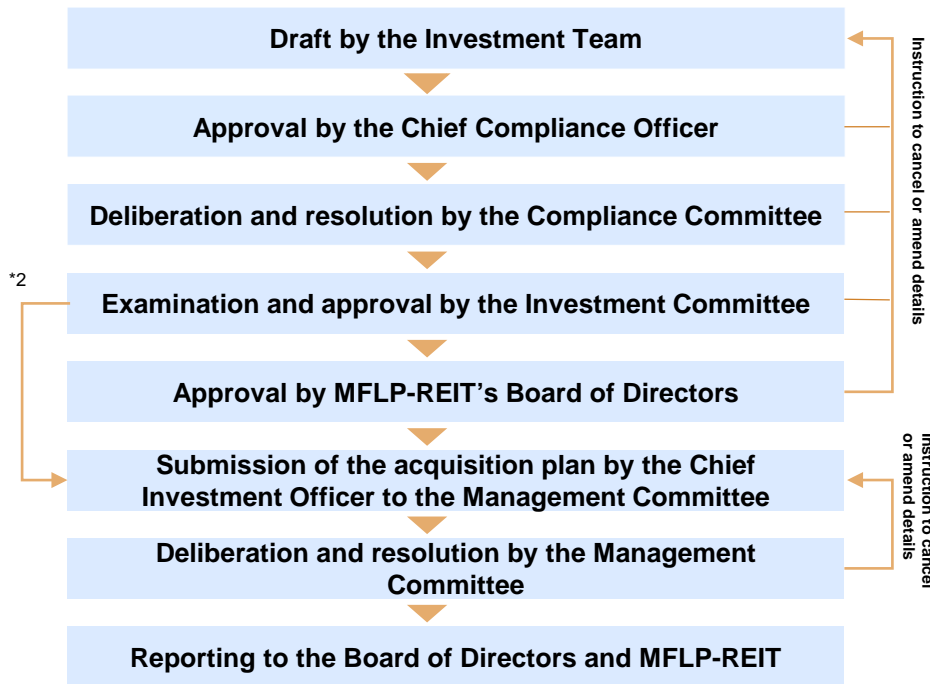 Draft by the Investment Team
Approval by the Chief Compliance Officer
Deliberation and resolution by the Compliance Committee
*2
Examination and approval by the Investment Committee
Approval by MFLP-REIT’s Board of Directors
Instruction to cancel or amend details
Submission of the acquisition plan by the Chief
Investment Officer to the Management Committee
Deliberation and resolution by the Management
Committee
Instruction to cancel
or amend details
Reporting to the Board of Directors and MFLP-REIT